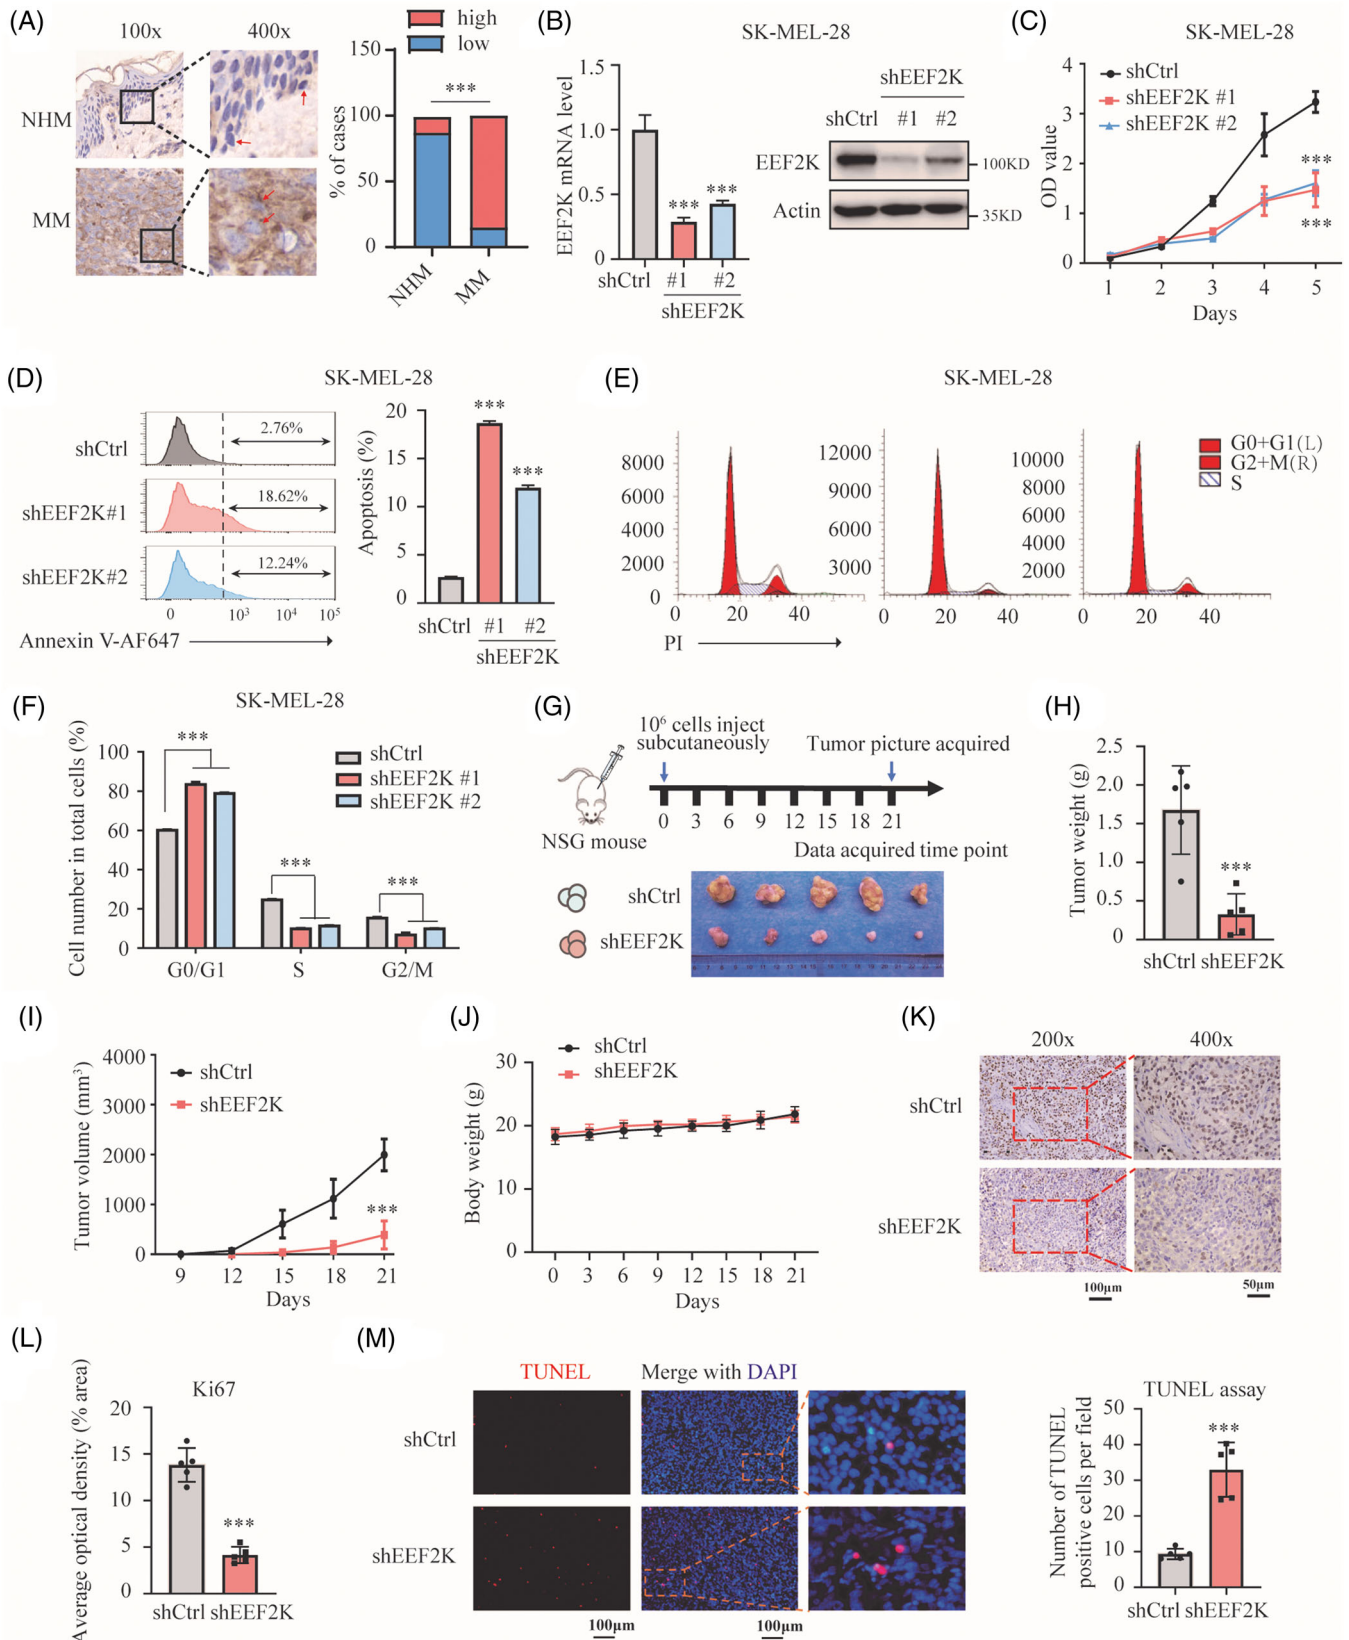 (A)
100x
400x
NHM
MM
high
low
% of cases
150
100
50
0
***
NHM
MM
(B)
SK-MEL-28
EEF2K mRNA level
1.5
1.0
0.5
0
***
***
shCtrl
#1
#2
shEEF2K
shEEF2K
shCtrl
#1
#2
EEF2K
100KD
Actin
35KD
(C)
SK-MEL-28
OD value
4
3
2
1
0
shCtrl
shEEF2K #1
shEEF2K #2
***
***
1 2 3 4 5
Days
(D)
SK-MEL-28
shCtrl
2.76%
shEEF2K#1
18.62%
shEEF2K#2
12.24%
0 10³ 10⁴ 10⁵
Annexin V-AF647
Apoptosis (%)
20
15
10
5
0
***
***
shCtrl #1 #2
shEEF2K
(E)
SK-MEL-28
8000
6000
4000
2000
0
0 20 40
12000
9000
6000
3000
0
0 20 40
10000
8000
6000
4000
2000
0
0 20 40
PI
G0+G1(L)
G2+M(R)
S
(F)
SK-MEL-28
Cell number in total cells (%)
100
80
60
40
20
0
***
***
***
shCtrl
shEEF2K #1
shEEF2K #2
G0/G1 S G2/M
(G)
10⁶ cells inject
subcutaneously
Tumor picture acquired
NSG mouse
0 3 6 9 12 15 18 21
Data acquired time point
shCtrl
shEEF2K
(H)
Tumor weight (g)
2.5
2.0
1.5
1.0
0.5
0
***
shCtrl shEEF2K
(I)
Tumor volume (mm³)
4000
3000
2000
1000
0
shCtrl
shEEF2K
***
9 12 15 18 21
Days
(J)
Body weight (g)
30
20
10
0
shCtrl
shEEF2K
0 3 6 9 12 15 18 21
Days
(K)
200x
400x
shCtrl
shEEF2K
100μm
50μm
(L)
Ki67
Average optical density (% area)
20
15
10
5
0
***
shCtrl shEEF2K
(M)
TUNEL
Merge with DAPI
shCtrl
shEEF2K
100μm
100μm
TUNEL assay
Number of TUNEL
positive cells per field
50
40
30
20
10
0
***
shCtrl shEEF2K